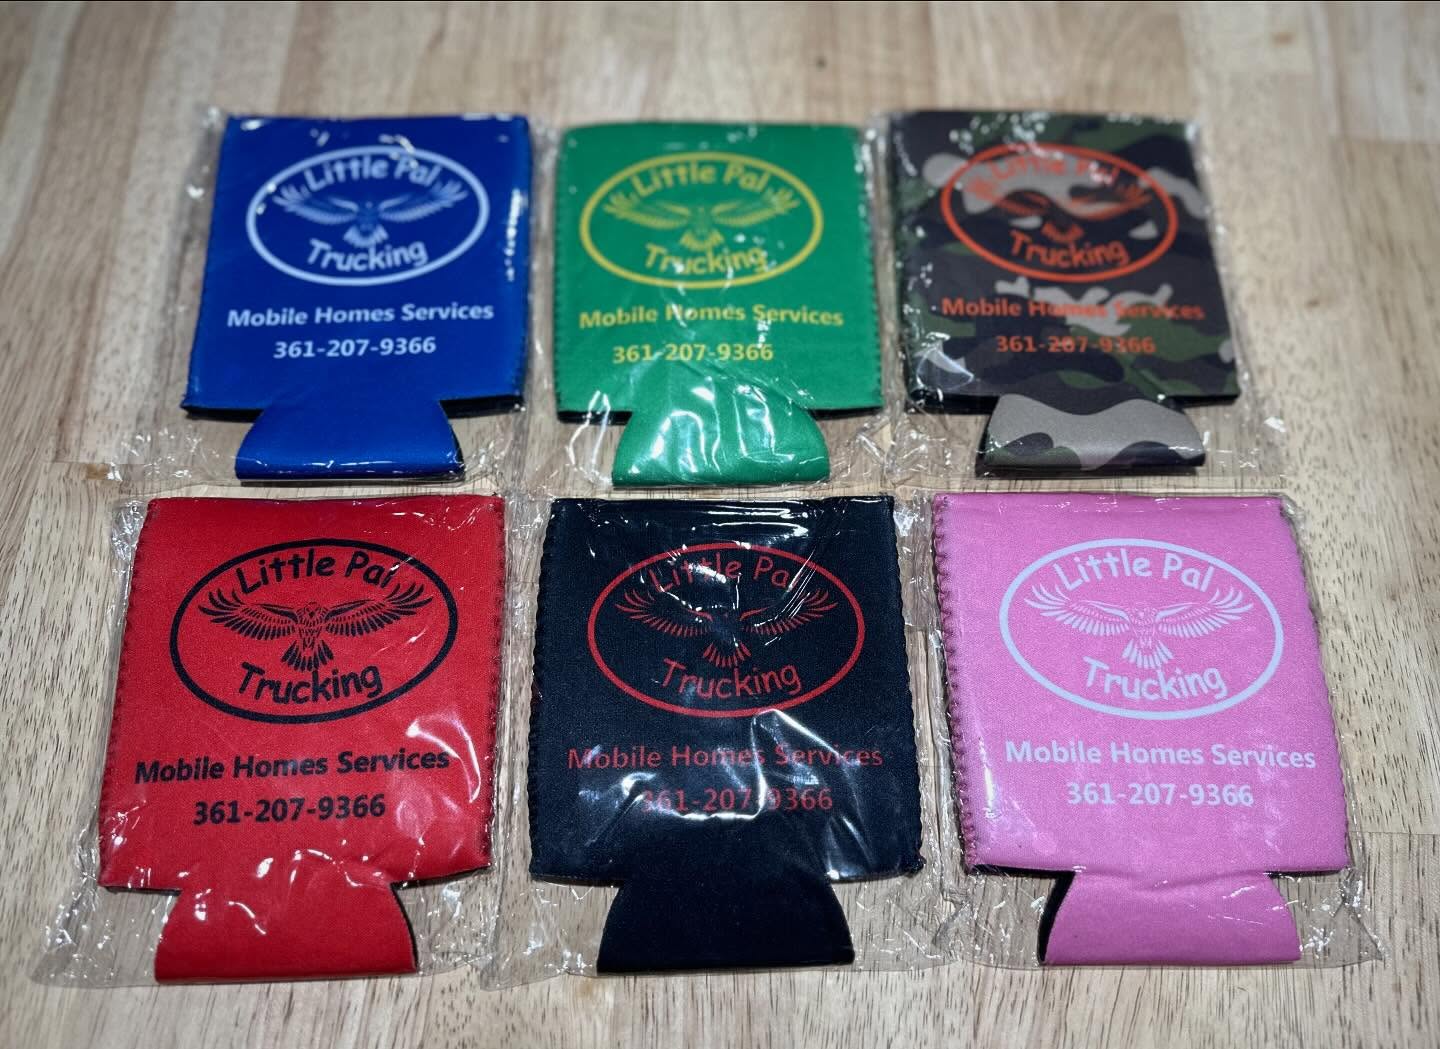 Little Pal
Trucking
Mobile Homes Services
361-207-9366
Little Pal
Trucking
Mobile Homes Services
361-207-9366
Little Pal
Trucking
Mobile Homes Services
361-207-9366
Little Pal
Trucking
Mobile Homes Services
361-207-9366
Little Pal
Trucking
Mobile Homes Services
361-207-9366
Little Pal
Trucking
Mobile Homes Services
361-207-9366